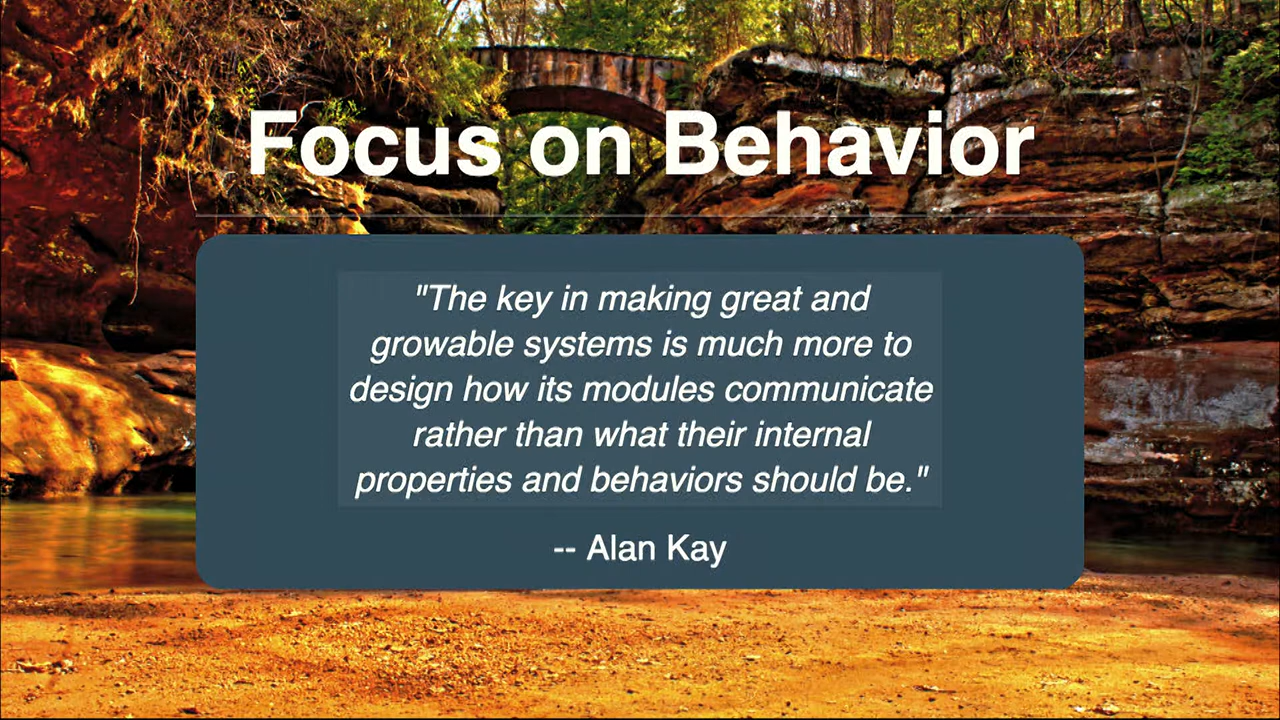 Focus on Behavior
"The key in making great and
growable systems is much more to
design how its modules communicate
rather than what their internal
properties and behaviors should be."
-- Alan Kay